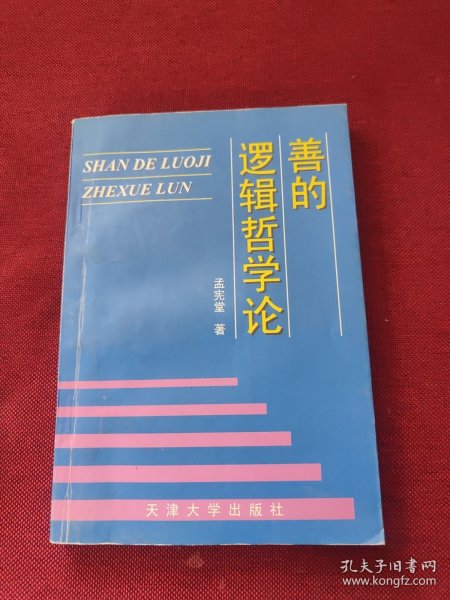 SHAN DE LUOJI
ZHEXUE LUN
善的
逻辑哲学论
孟宪堂 著
天津大学出版社
孔夫子旧书网
www.kongfz.com